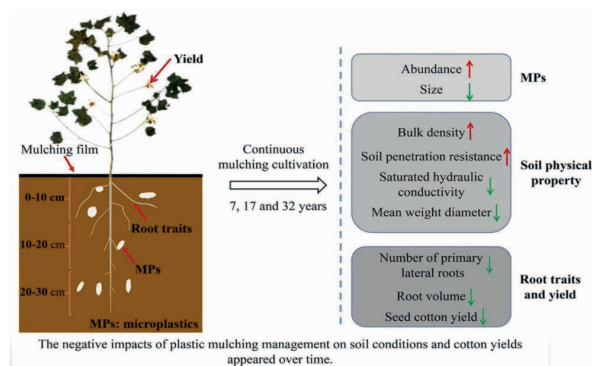 Yield
Mulching film
0-10 cm
Root traits
10-20 cm
MPs
20-30 cm
MPs: microplastics
Continuous
mulching cultivation
7, 17 and 32 years
Abundance ↑
Size ↓
MPs
Bulk density ↑
Soil penetration resistance ↑
Saturated hydraulic
conductivity ↓
Mean weight diameter ↓
Soil physical
property
Number of primary
lateral roots ↓
Root volume ↓
Seed cotton yield ↓
Root traits
and yield
The negative impacts of plastic mulching management on soil conditions and cotton yields
appeared over time.